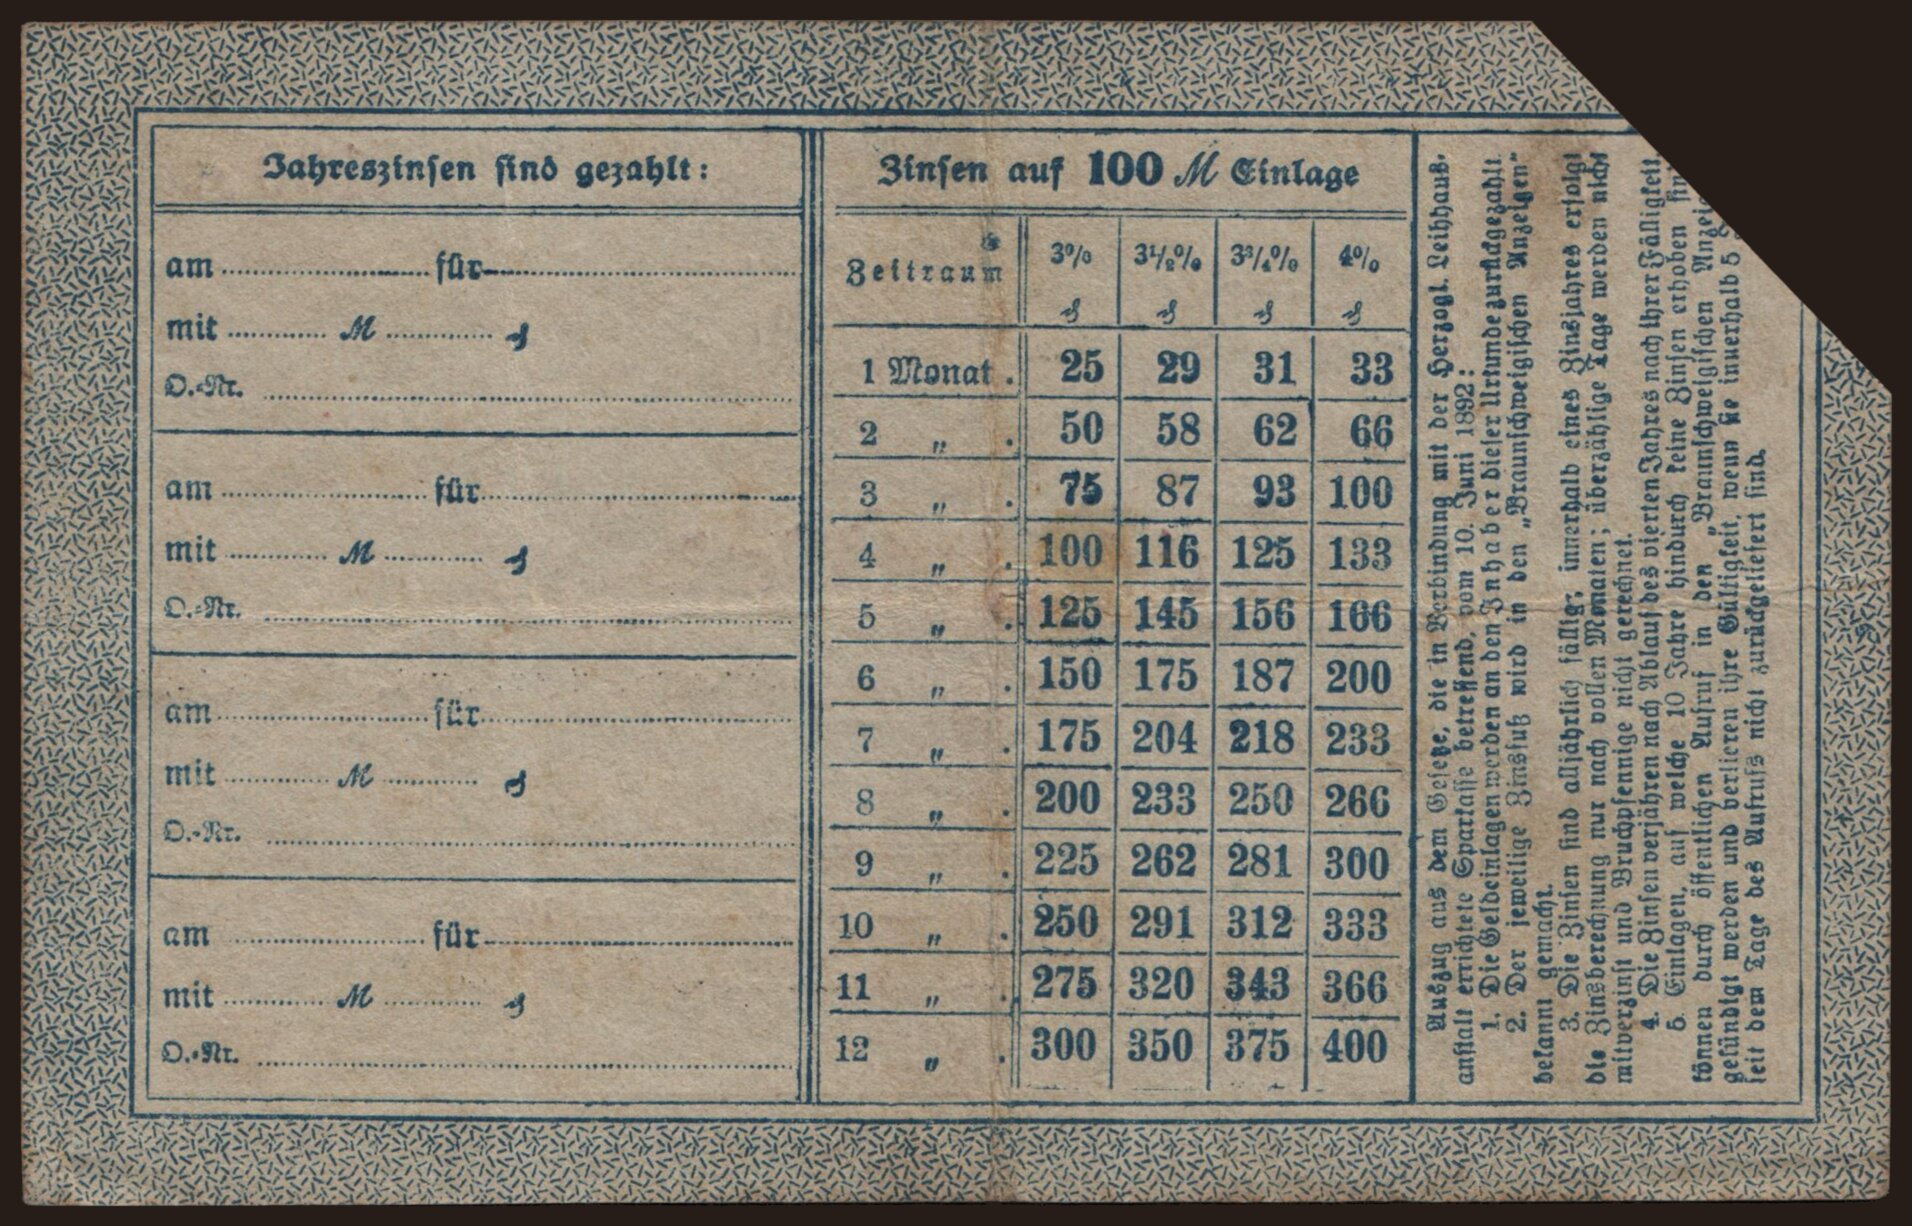 Jahreszinsen sind gezahlt:
am für
mit M ₰
O.-Nr.
am für
mit M ₰
O.-Nr.
am für
mit M ₰
O.-Nr.
am für
mit M ₰
O.-Nr.
Zinsen auf 100 M Einlage
Zeitraum 3% 3½% 3¾% 4%
₰ ₰ ₰ ₰
1 Monat . 25 29 31 33
2 „ . 50 58 62 66
3 „ . 75 87 93 100
4 „ . 100 116 125 133
5 „ . 125 145 156 166
6 „ . 150 175 187 200
7 „ . 175 204 218 233
8 „ . 200 233 250 266
9 „ . 225 262 281 300
10 „ . 250 291 312 333
11 „ . 275 320 343 366
12 „ . 300 350 375 400
Auszug aus dem Gesetze, die in Verbindung mit der Herzogl. Leihhaus-
anstalt errichtete Sparkasse betreffend, vom 10. Juni 1892:
1. Die Geldeinlagen werden an den Inhaber dieser Urkunde zurückgezahlt.
2. Der jeweilige Zinsfuß wird in den „Braunschweigischen Anzeigen"
bekannt gemacht.
3. Die Zinsen sind alljährlich fällig; innerhalb eines Zinsjahres erfolgt
die Zinsberechnung nur nach vollen Monaten; überzählige Tage werden nicht
mitverzinst und Bruchpfennige nicht gerechnet.
4. Die Zinsen verjähren nach Ablauf des vierten Jahres nach ihrer Fälligkeit.
5. Einlagen, auf welche 10 Jahre hindurch keine Zinsen erhoben
können durch öffentlichen Aufruf in den „Braunschweigischen
gekündigt werden und verlieren ihre Gültigkeit, wenn sie innerhalb 5
seit dem Tage des Aufrufs nicht zurückgeliefert sind.